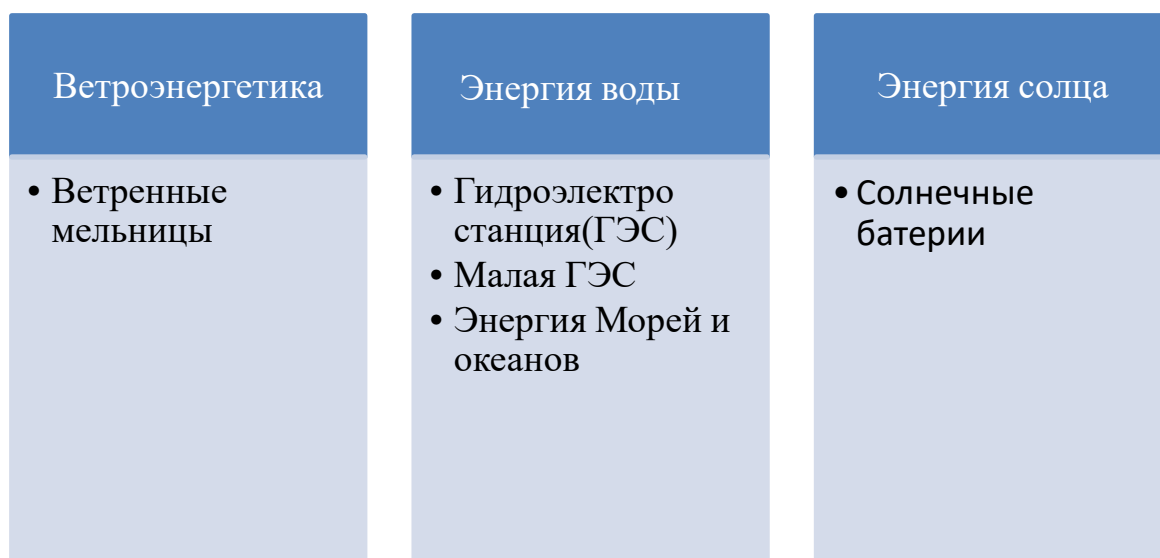 Ветроэнергетика
• Ветренные
мельницы
Энергия воды
• Гидроэлектро
станция(ГЭС)
• Малая ГЭС
• Энергия Морей и
океанов
Энергия солца
• Солнечные
батерии